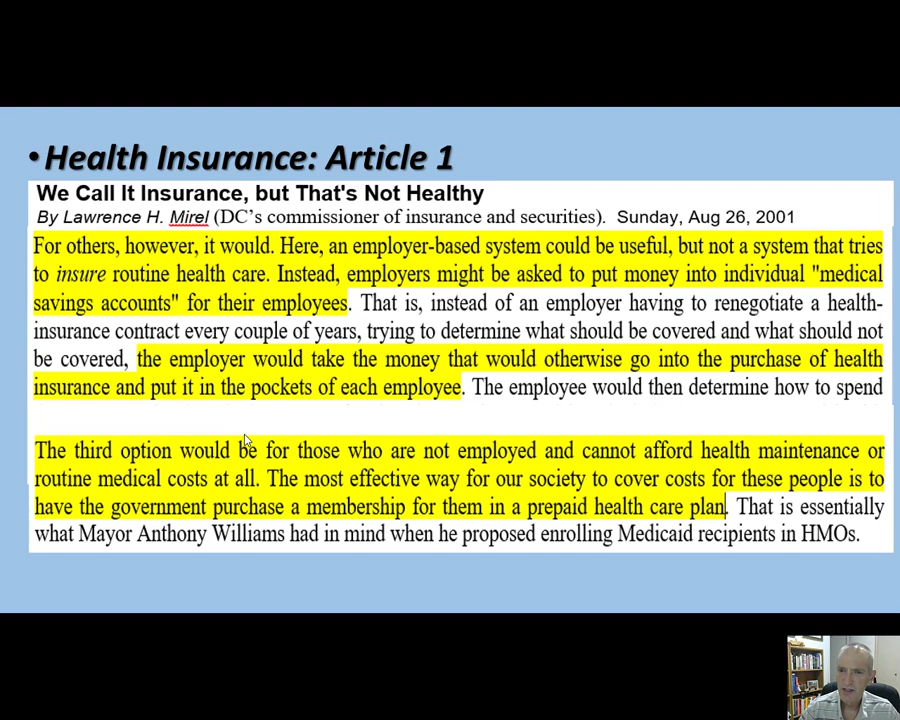 •Health Insurance: Article 1
We Call It Insurance, but That's Not Healthy
By Lawrence H. Mirel (DC's commissioner of insurance and securities). Sunday, Aug 26, 2001
For others, however, it would. Here, an employer-based system could be useful, but not a system that tries
to insure routine health care. Instead, employers might be asked to put money into individual "medical
savings accounts" for their employees. That is, instead of an employer having to renegotiate a health-
insurance contract every couple of years, trying to determine what should be covered and what should not
be covered, the employer would take the money that would otherwise go into the purchase of health
insurance and put it in the pockets of each employee. The employee would then determine how to spend
The third option would be for those who are not employed and cannot afford health maintenance or
routine medical costs at all. The most effective way for our society to cover costs for these people is to
have the government purchase a membership for them in a prepaid health care plan. That is essentially
what Mayor Anthony Williams had in mind when he proposed enrolling Medicaid recipients in HMOs.